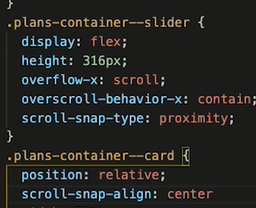 }
.plans-container--slider {
display: flex;
height: 316px;
overflow-x: scroll;
overscroll-behavior-x: contain;
scroll-snap-type: proximity;
}
.plans-container--card {
position: relative;
scroll-snap-align: center